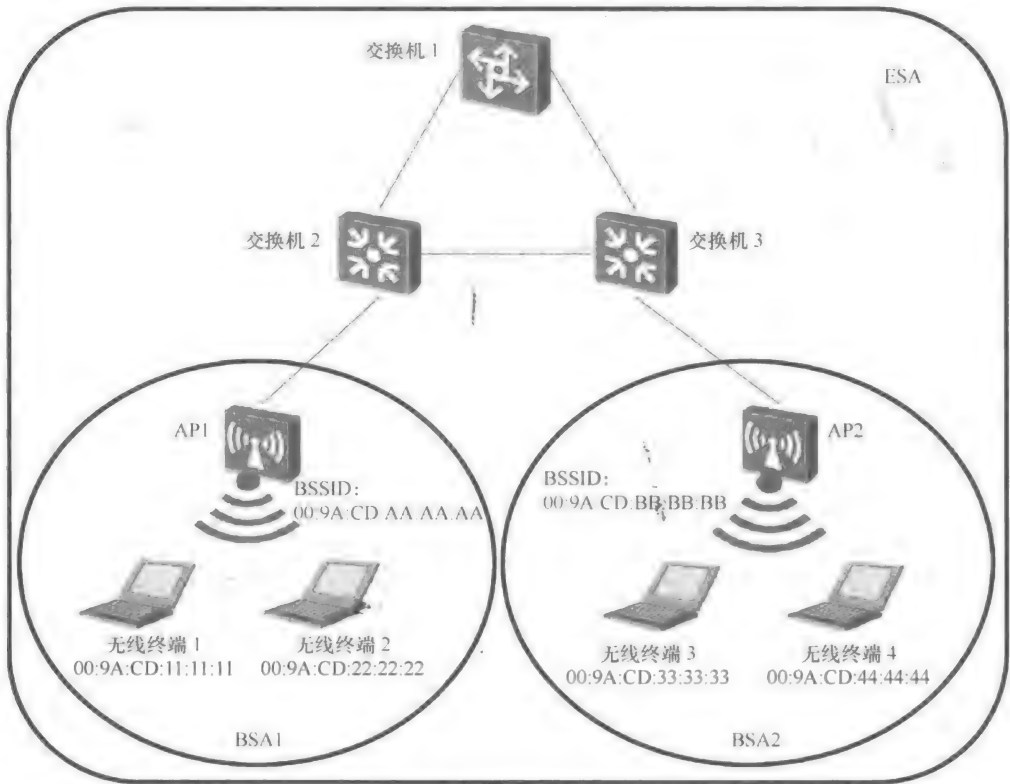 交换机 1
ESA
交换机 2
交换机 3
AP1
AP2
BSSID:
00:9A:CD AA AA AA
BSSID:
00:9A CD:BB:BB:BB
无线终端 1
00:9A:CD:11:11:11
无线终端 2
00:9A:CD:22:22:22
无线终端 3
00:9A:CD:33:33:33
无线终端 4
00:9A:CD:44:44:44
BSA1
BSA2